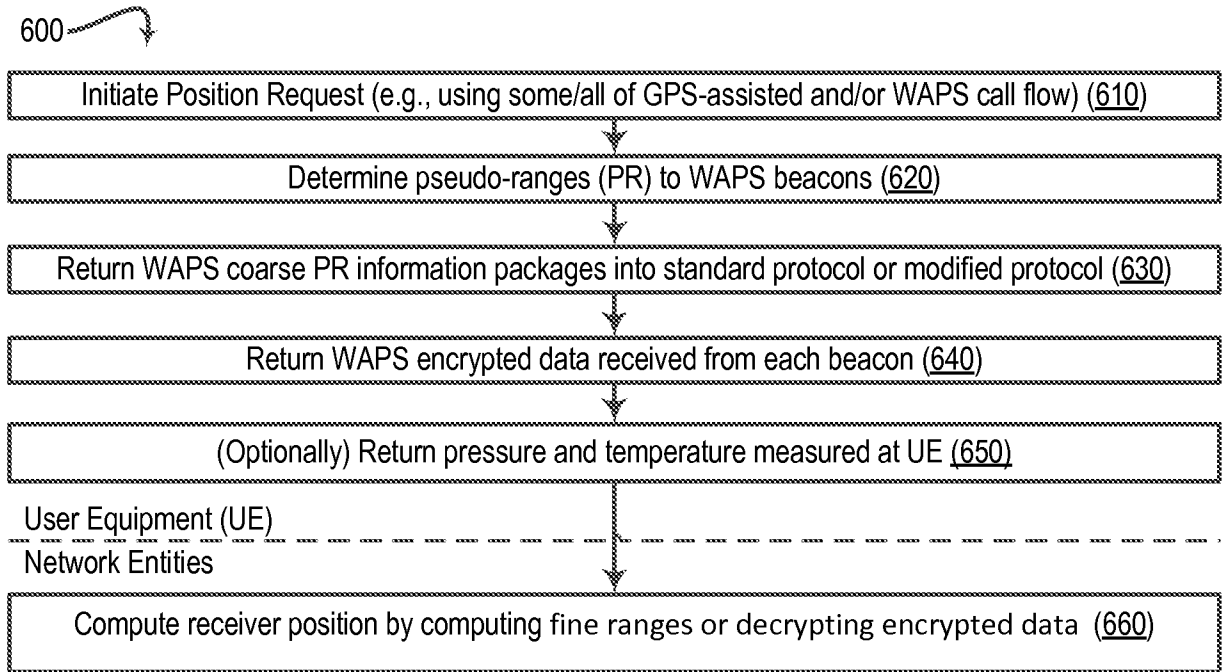 600
Initiate Position Request (e.g., using some/all of GPS-assisted and/or WAPS call flow) (610)
Determine pseudo-ranges (PR) to WAPS beacons (620)
Return WAPS coarse PR information packages into standard protocol or modified protocol (630)
Return WAPS encrypted data received from each beacon (640)
(Optionally) Return pressure and temperature measured at UE (650)
User Equipment (UE)
Network Entities
Compute receiver position by computing fine ranges or decrypting encrypted data (660)